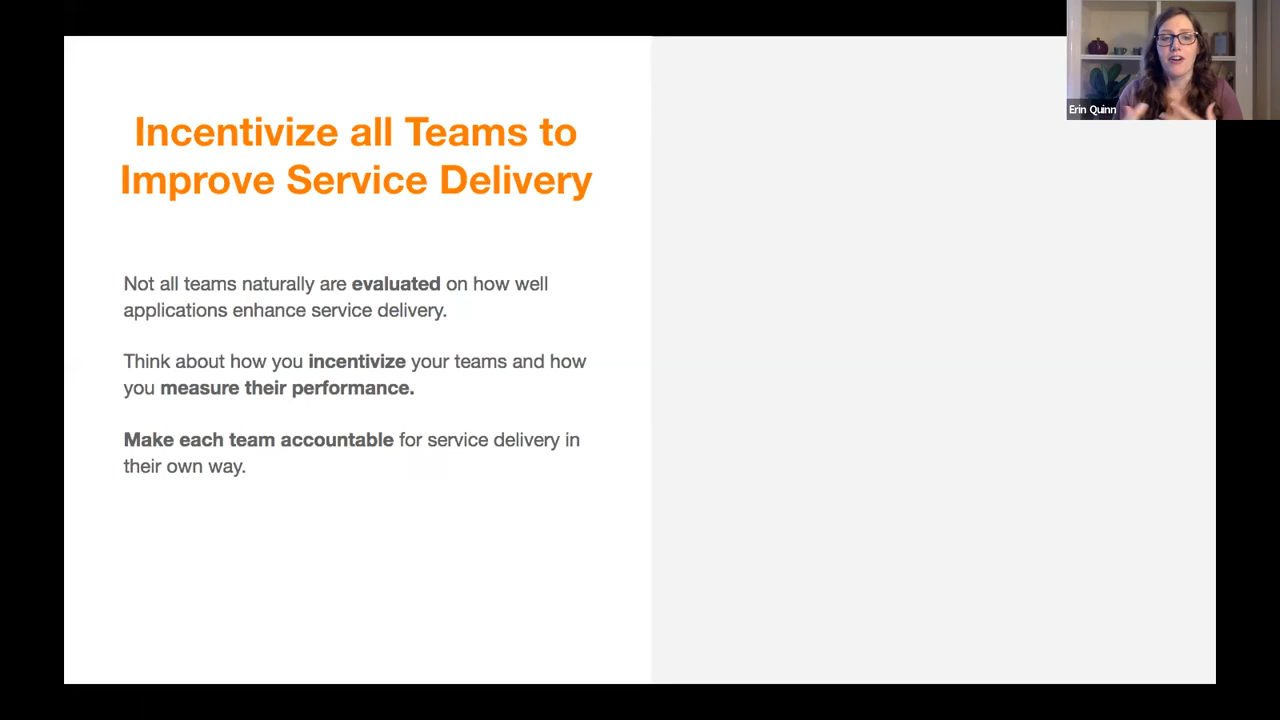 Incentivize all Teams to
Improve Service Delivery
Not all teams naturally are evaluated on how well
applications enhance service delivery.
Think about how you incentivize your teams and how
you measure their performance.
Make each team accountable for service delivery in
their own way.
Erin Quinn